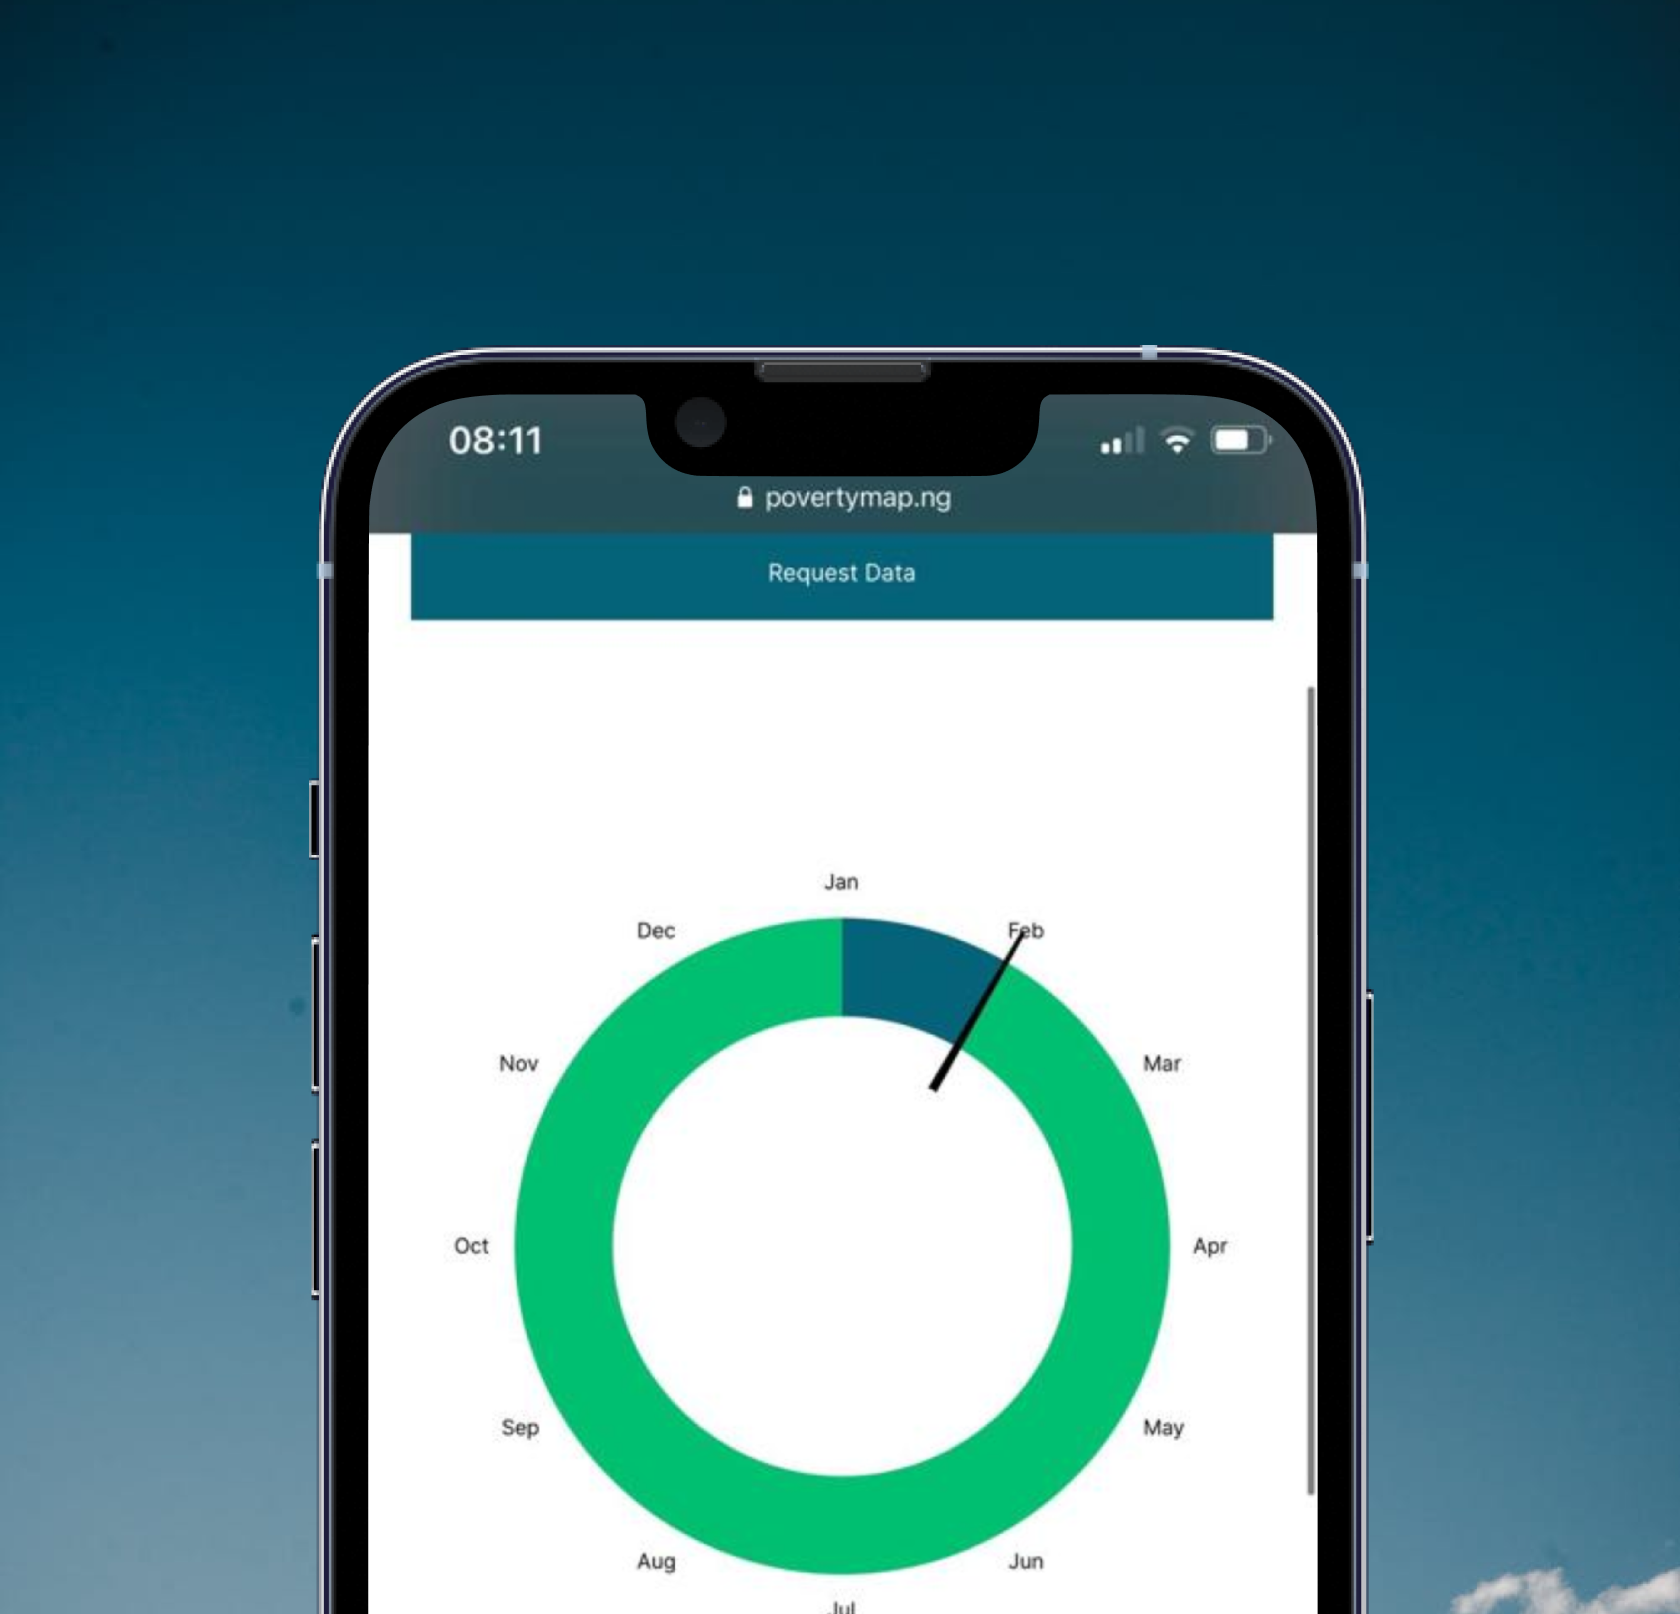 08:11
povertymap.ng
Request Data
Jan
Dec
Feb
Nov
Mar
Oct
Apr
Sep
May
Aug
Jun
Jul